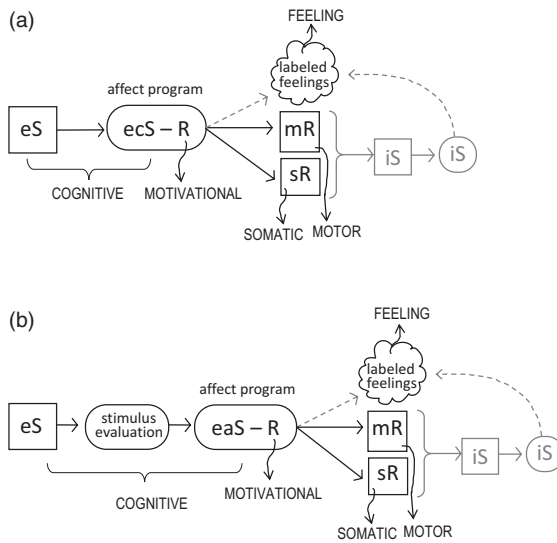 (a)
FEELING
labeled
feelings
affect program
eS
ecS – R
mR
sR
iS
iS
COGNITIVE
MOTIVATIONAL
SOMATIC
MOTOR
(b)
FEELING
labeled
feelings
affect program
eS
stimulus
evaluation
eaS – R
mR
sR
iS
iS
COGNITIVE
MOTIVATIONAL
SOMATIC
MOTOR